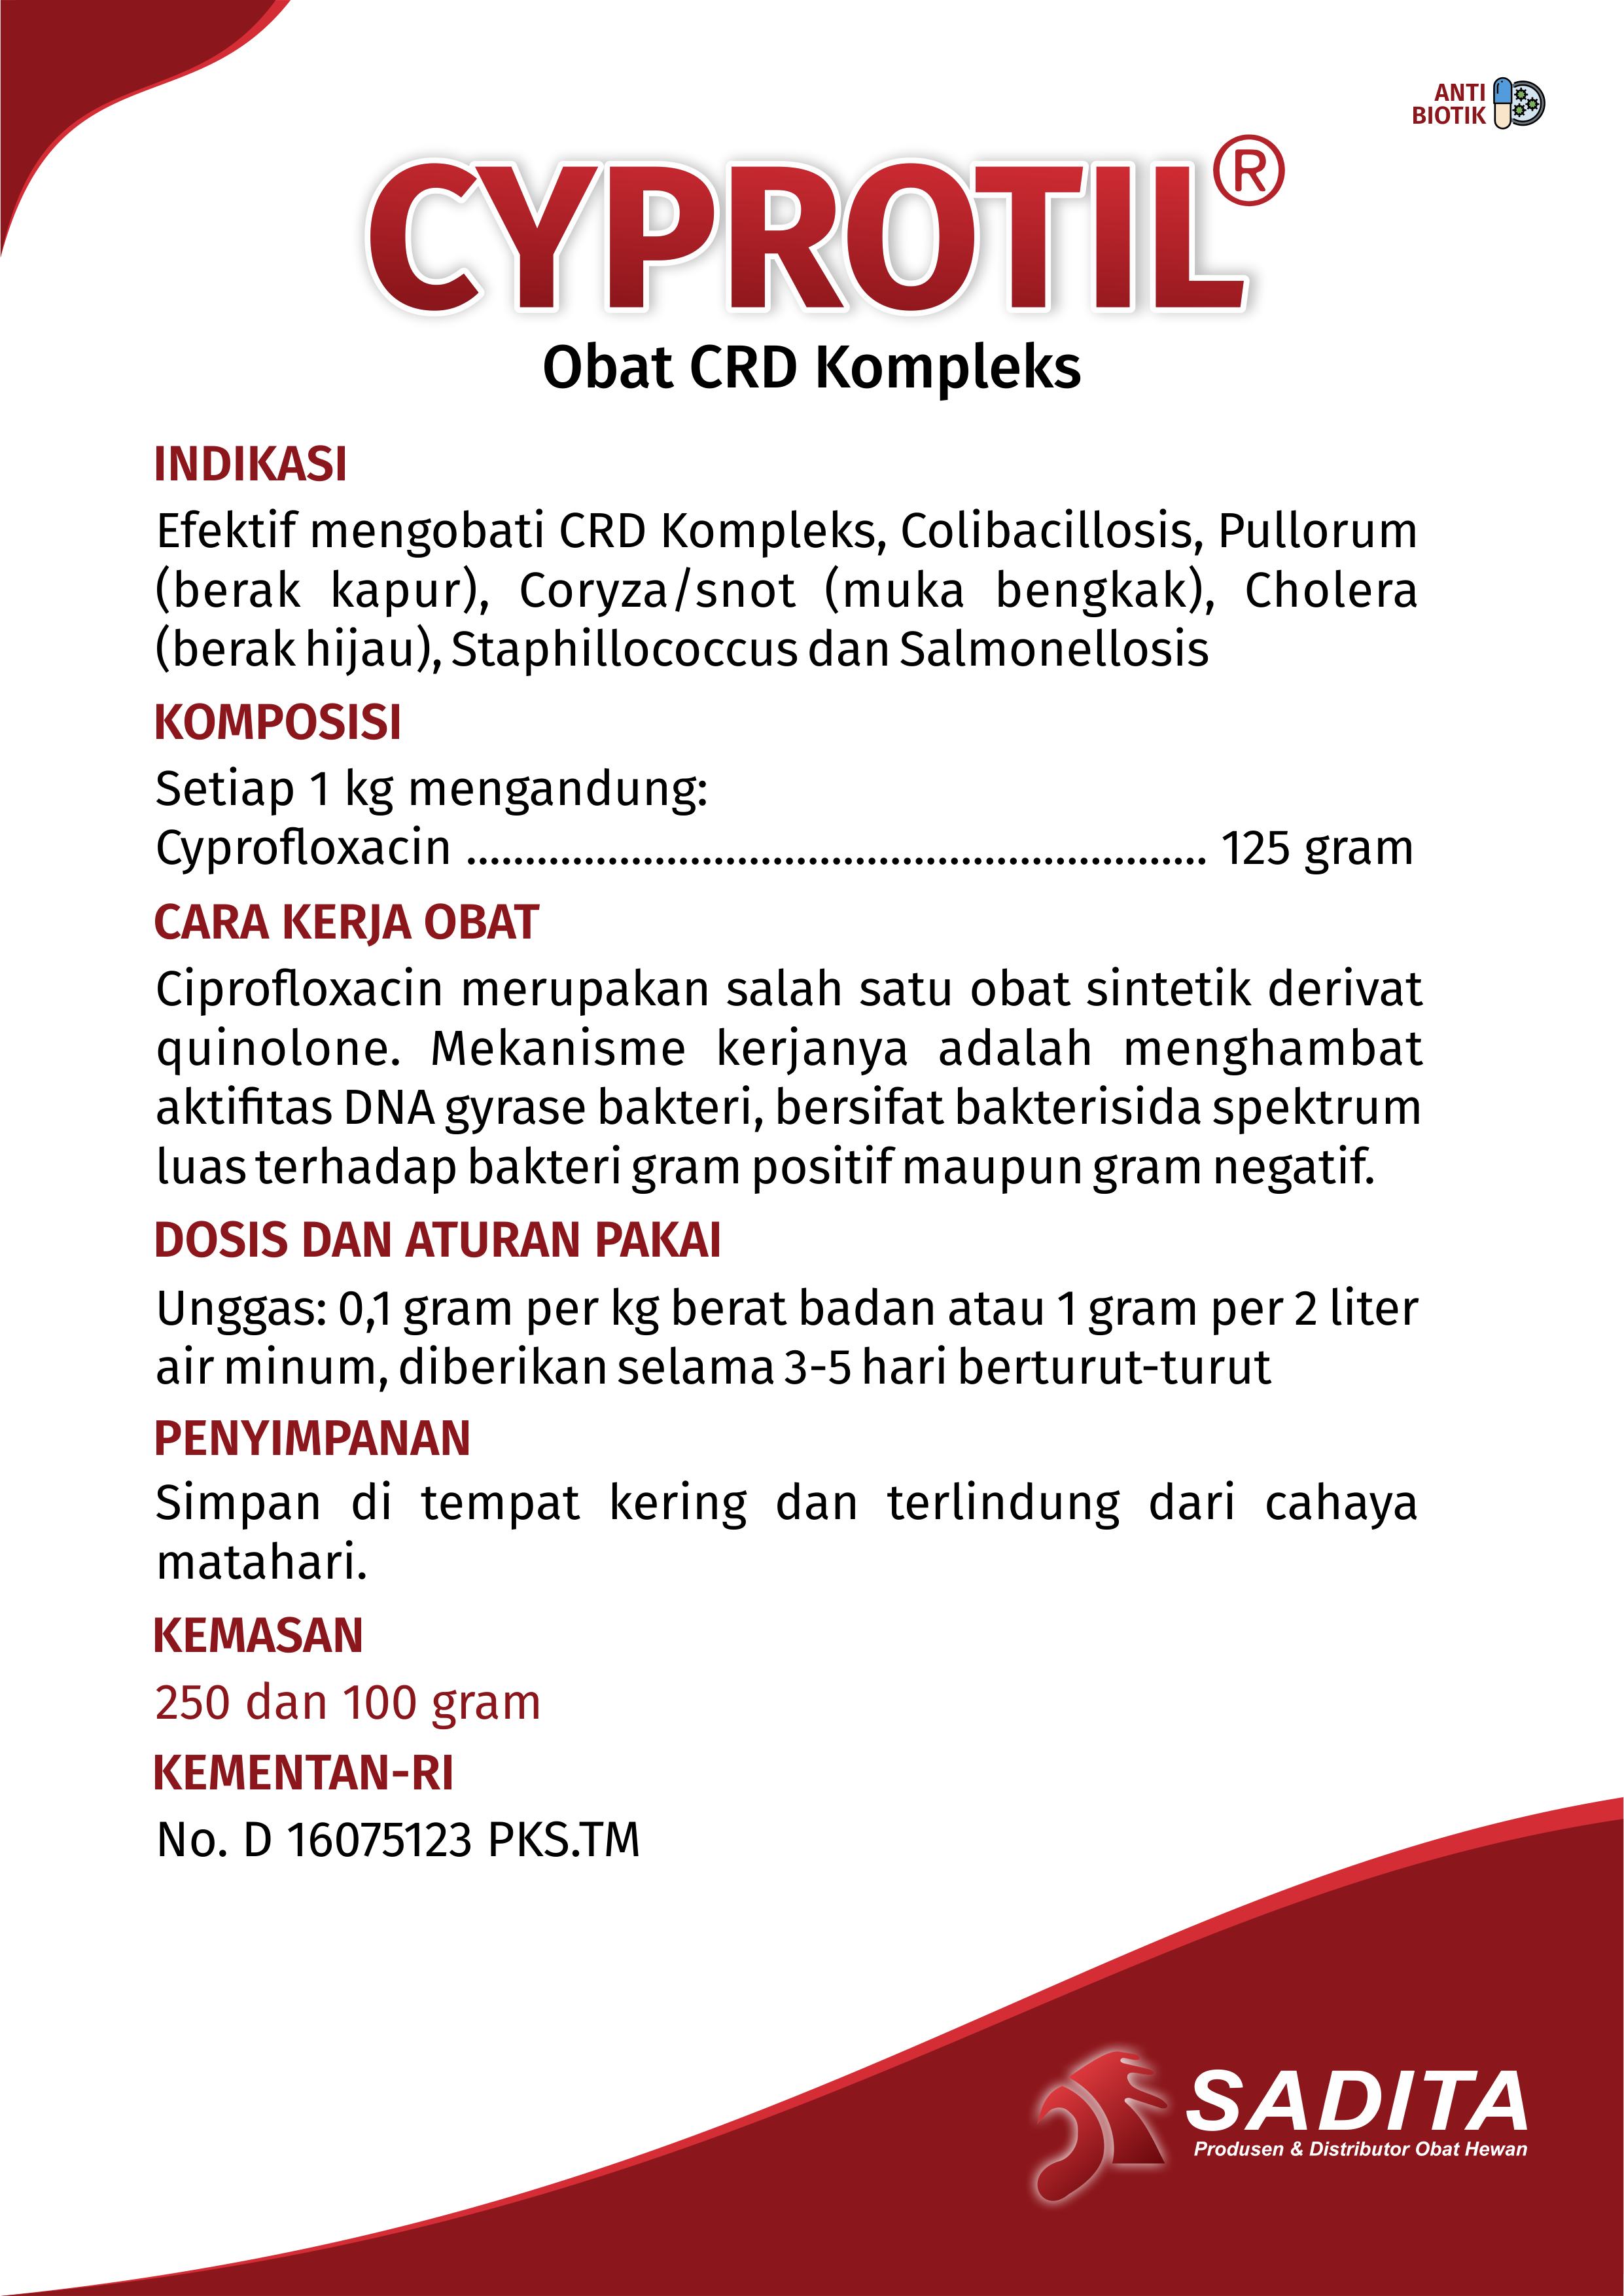 ANTI
BIOTIK
CYPROTIL®
Obat CRD Kompleks
INDIKASI
Efektif mengobati CRD Kompleks, Colibacillosis, Pullorum
(berak kapur), Coryza/snot (muka bengkak), Cholera
(berak hijau), Staphillococcus dan Salmonellosis
KOMPOSISI
Setiap 1 kg mengandung:
Cyprofloxacin ............................................................... 125 gram
CARA KERJA OBAT
Ciprofloxacin merupakan salah satu obat sintetik derivat
quinolone. Mekanisme kerjanya adalah menghambat
aktifitas DNA gyrase bakteri, bersifat bakterisida spektrum
luas terhadap bakteri gram positif maupun gram negatif.
DOSIS DAN ATURAN PAKAI
Unggas: 0,1 gram per kg berat badan atau 1 gram per 2 liter
air minum, diberikan selama 3-5 hari berturut-turut
PENYIMPANAN
Simpan di tempat kering dan terlindung dari cahaya
matahari.
KEMASAN
250 dan 100 gram
KEMENTAN-RI
No. D 16075123 PKS.TM
SADITA
Produsen & Distributor Obat Hewan